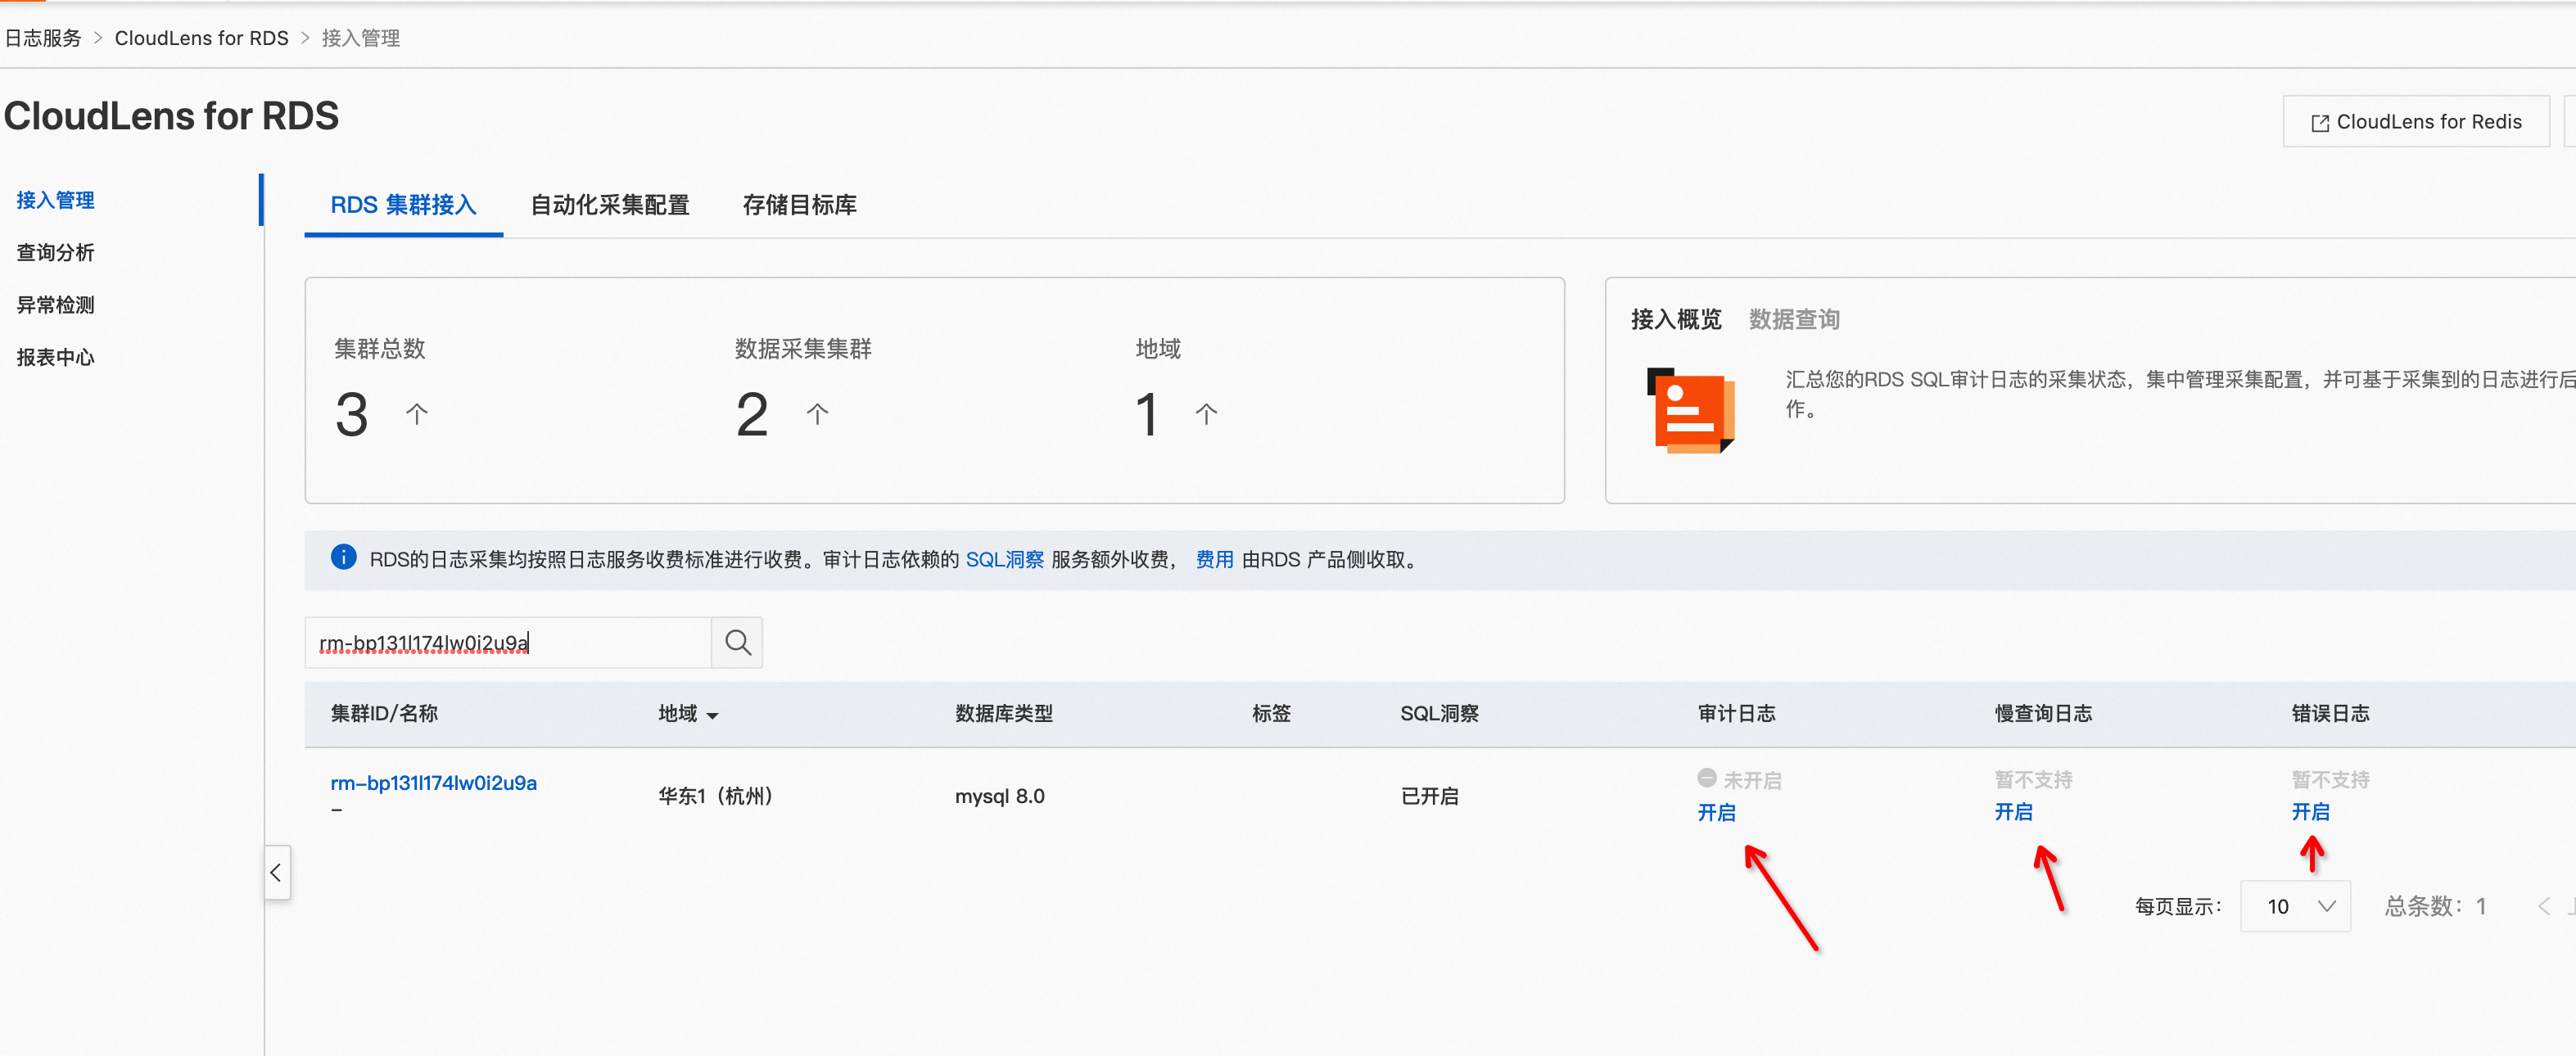 日志服务 > CloudLens for RDS > 接入管理
CloudLens for RDS
CloudLens for Redis
接入管理
查询分析
异常检测
报表中心
RDS 集群接入 自动化采集配置 存储目标库
集群总数 数据采集集群 地域
3 个 2 个 1 个
接入概览 数据查询
汇总您的RDS SQL审计日志的采集状态，集中管理采集配置，并可基于采集到的日志进行后
作。
RDS的日志采集均按照日志服务收费标准进行收费。审计日志依赖的 SQL洞察 服务额外收费， 费用 由RDS 产品侧收取。
rm-bp131l174lw0i2u9a
集群ID/名称 地域 数据库类型 标签 SQL洞察 审计日志 慢查询日志 错误日志
rm-bp131l174lw0i2u9a 华东1（杭州） mysql 8.0 已开启 未开启 暂不支持 暂不支持
- 开启 开启 开启
每页显示： 10 总条数：1